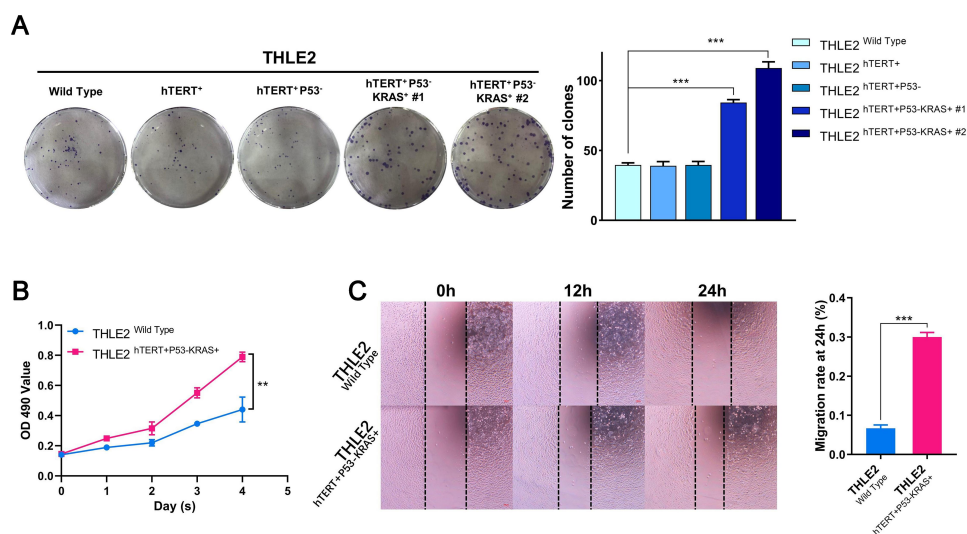 A
THLE2
Wild Type
hTERT⁺
hTERT⁺P53⁻
hTERT⁺P53⁻
KRAS⁺ #1
hTERT⁺P53⁻
KRAS⁺ #2
Number of clones
100
50
0
***
***
THLE2 Wild Type
THLE2 hTERT+
THLE2 hTERT+P53-
THLE2 hTERT+P53-KRAS+ #1
THLE2 hTERT+P53-KRAS+ #2
B
OD 490 Value
1.0
0.8
0.6
0.4
0.2
0.0
THLE2 Wild Type
THLE2 hTERT+P53-KRAS+
**
0 1 2 3 4 5
Day (s)
C
0h 12h 24h
THLE2
Wild Type
THLE2
hTERT+P53-KRAS+
Migration rate at 24h (%)
0.4
0.3
0.2
0.1
0.0
***
THLE2
Wild Type
THLE2
hTERT+P53-KRAS+